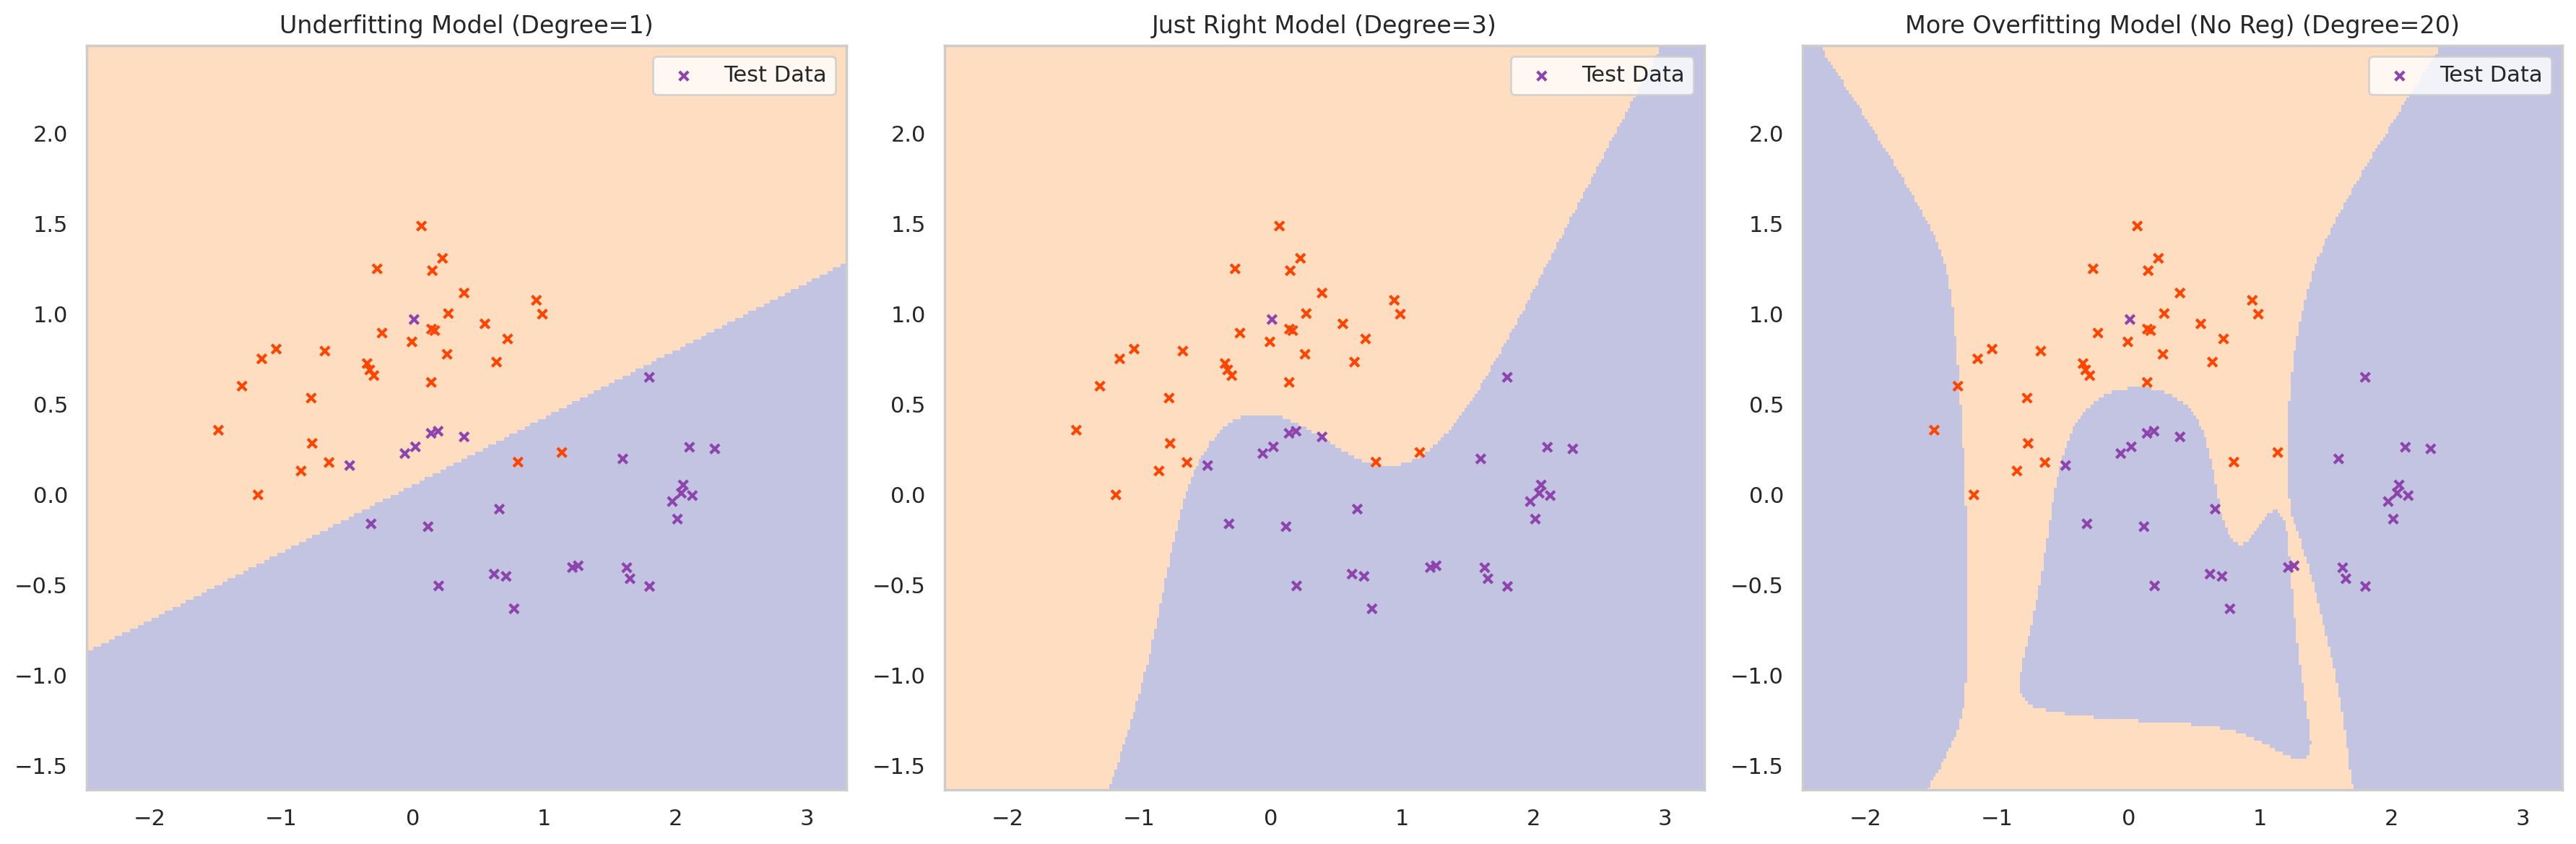 Underfitting Model (Degree=1)
Test Data
2.0
1.5
1.0
0.5
0.0
−0.5
−1.0
−1.5
−2 −1 0 1 2 3
Just Right Model (Degree=3)
Test Data
2.0
1.5
1.0
0.5
0.0
−0.5
−1.0
−1.5
−2 −1 0 1 2 3
More Overfitting Model (No Reg) (Degree=20)
Test Data
2.0
1.5
1.0
0.5
0.0
−0.5
−1.0
−1.5
−2 −1 0 1 2 3